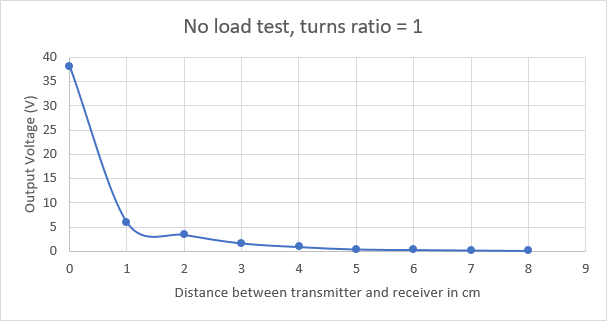 No load test, turns ratio = 1
Output Voltage (V)
40
35
30
25
20
15
10
5
0
0 1 2 3 4 5 6 7 8 9
Distance between transmitter and receiver in cm